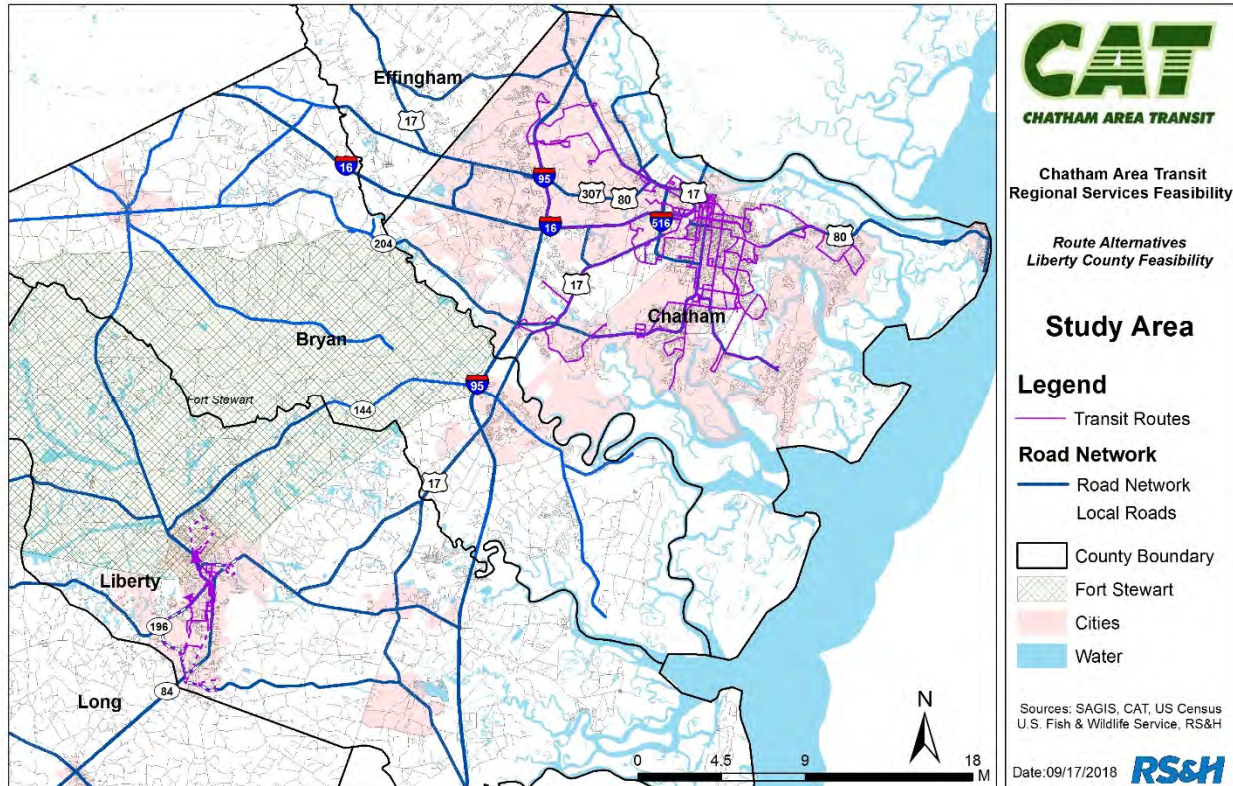 Effingham
17
16
95
307
80
17
16
516
80
204
17
Chatham
Bryan
95
Fort Stewart
144
17
Liberty
196
84
Long
N
0 4.5 9 18
M
CAT
CHATHAM AREA TRANSIT
Chatham Area Transit
Regional Services Feasibility
Route Alternatives
Liberty County Feasibility
Study Area
Legend
Transit Routes
Road Network
Road Network
Local Roads
County Boundary
Fort Stewart
Cities
Water
Sources: SAGIS, CAT, US Census
U.S. Fish & Wildlife Service, RS&H
Date:09/17/2018 RS&H